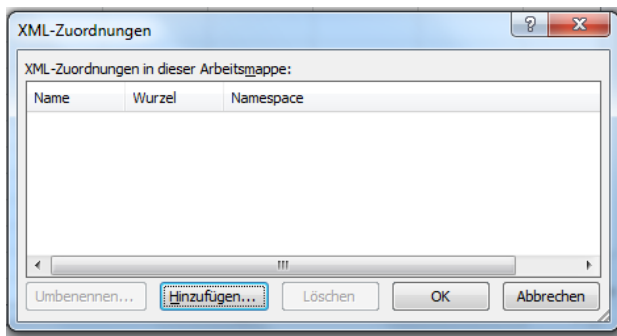 XML-Zuordnungen
XML-Zuordnungen in dieser Arbeitsmappe:
Name Wurzel Namespace
Umbenennen... Hinzufügen... Löschen OK Abbrechen